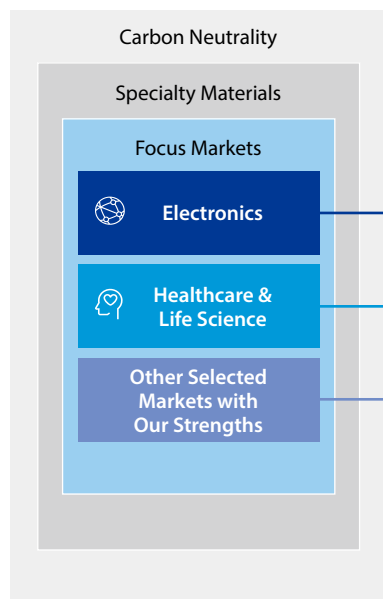 Carbon Neutrality
Specialty Materials
Focus Markets
Electronics
Healthcare &
Life Science
Other Selected
Markets with
Our Strengths